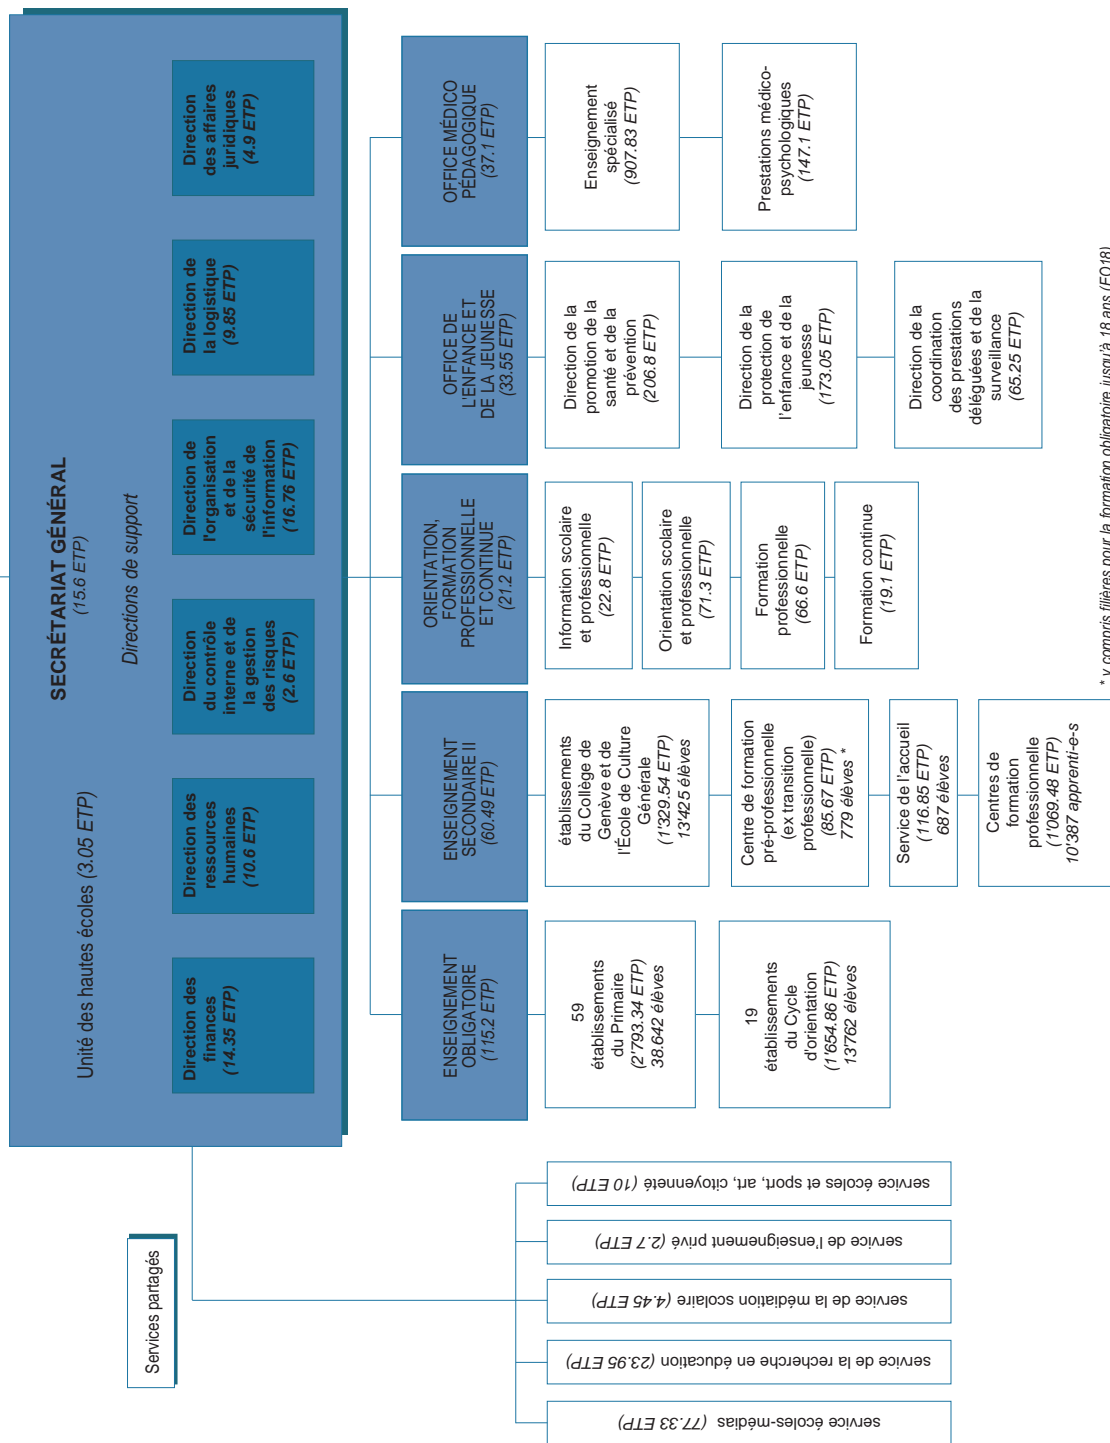 SECRÉTARIAT GÉNÉRAL
(15.6 ETP)
Unité des hautes écoles (3.05 ETP)
Directions de support
Direction des
finances
(14.35 ETP)
Direction des
ressources
humaines
(10.6 ETP)
Direction
du contrôle
interne et de
la gestion
des risques
(2.6 ETP)
Direction de
l'organisation
et de la
sécurité de
l'information
(16.76 ETP)
Direction de
la logistique
(9.85 ETP)
Direction
des affaires
juridiques
(4.9 ETP)
Services partagés
service écoles-médias (77.33 ETP)
service de la recherche en éducation (23.95 ETP)
service de la médiation scolaire (4.45 ETP)
service de l'enseignement privé (2.7 ETP)
service écoles et sport, art, citoyenneté (10 ETP)
ENSEIGNEMENT
OBLIGATOIRE
(115.2 ETP)
59
établissements
du Primaire
(2'793.34 ETP)
38.642 élèves
19
établissements
du Cycle
d'orientation
(1'654.86 ETP)
13'762 élèves
ENSEIGNEMENT
SECONDAIRE II
(60.49 ETP)
établissements
du Collège de
Genève et de
l'École de Culture
Générale
(1'329.54 ETP)
13'425 élèves
Centre de formation
pré-professionnelle
(ex transition
professionnelle)
(85.67 ETP)
779 élèves *
Service de l'accueil
(116.85 ETP)
687 élèves
Centres de
formation
professionnelle
(1'069.48 ETP)
10'387 apprenti-e-s
ORIENTATION,
FORMATION
PROFESSIONNELLE
ET CONTINUE
(21.2 ETP)
Information scolaire
et professionnelle
(22.8 ETP)
Orientation scolaire
et professionnelle
(71.3 ETP)
Formation
professionnelle
(66.6 ETP)
Formation continue
(19.1 ETP)
OFFICE DE
L'ENFANCE ET
DE LA JEUNESSE
(33.55 ETP)
Direction de la
promotion de la
santé et de la
prévention
(206.8 ETP)
Direction de la
protection de
l'enfance et de la
jeunesse
(173.05 ETP)
Direction de la
coordination
des prestations
déléguées et de la
surveillance
(65.25 ETP)
OFFICE MÉDICO
PÉDAGOGIQUE
(37.1 ETP)
Enseignement
spécialisé
(907.83 ETP)
Prestations médico-
psychologiques
(147.1 ETP)
* y compris filières pour la formation obligatoire jusqu'à 18 ans (FO18)